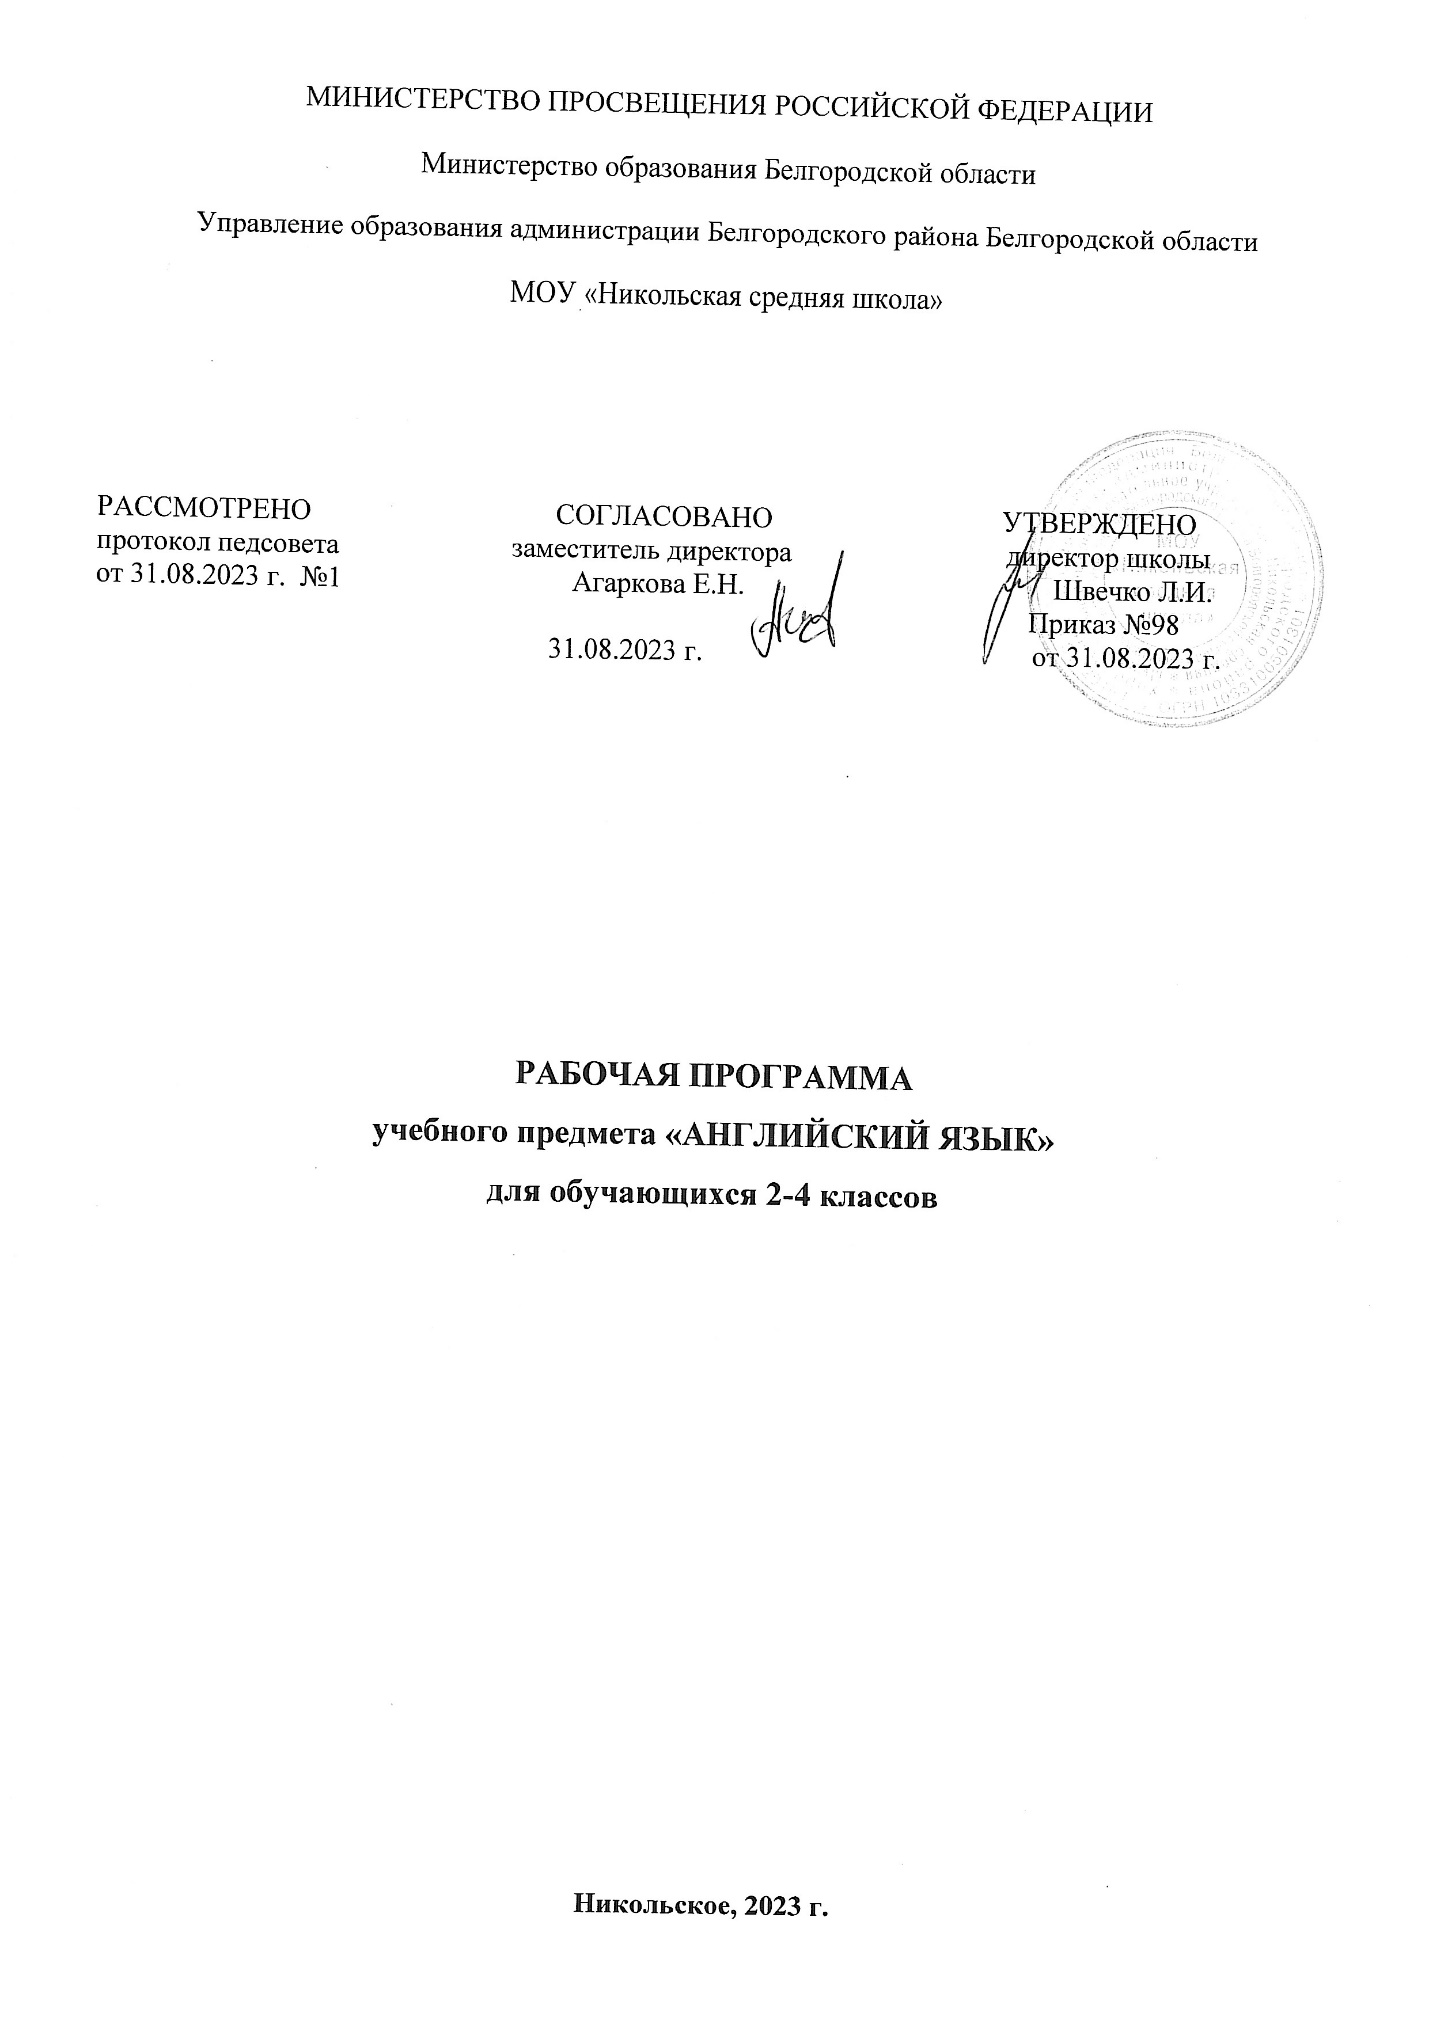 МИНИСТЕРСТВО ПРОСВЕЩЕНИЯ РОССИЙСКОЙ ФЕДЕРАЦИИ
Министерство образования Белгородской области
Управление образования администрации Белгородского района Белгородской области
МОУ «Никольская средняя школа»
РАССМОТРЕНО
протокол педсовета
от 31.08.2023 г. №1
СОГЛАСОВАНО
заместитель директора
Агаркова Е.Н.
31.08.2023 г.
УТВЕРЖДЕНО
директор школы
Швечко Л.И.
Приказ №98
от 31.08.2023 г.
МОУ
РАБОЧАЯ ПРОГРАММА
учебного предмета «АНГЛИЙСКИЙ ЯЗЫК»
для обучающихся 2-4 классов
Никольское, 2023 г.